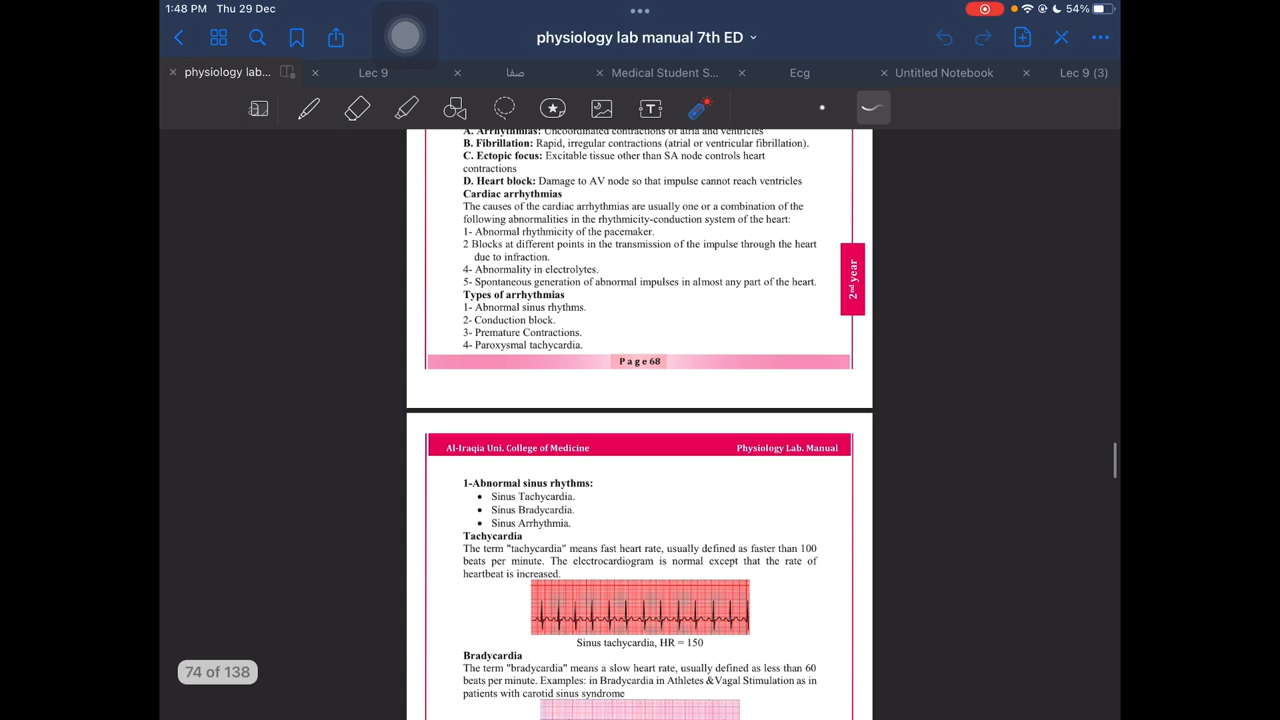 1:48 PM Thu 29 Dec
54%
physiology lab manual 7th ED
physiology lab...
Lec 9
صفا
Medical Student S...
Ecg
Untitled Notebook
Lec 9 (3)
A. Arrhythmias: Uncoordinated contractions of atria and ventricles
B. Fibrillation: Rapid, irregular contractions (atrial or ventricular fibrillation).
C. Ectopic focus: Excitable tissue other than SA node controls heart
contractions
D. Heart block: Damage to AV node so that impulse cannot reach ventricles
Cardiac arrhythmias
The causes of the cardiac arrhythmias are usually one or a combination of the
following abnormalities in the rhythmicity-conduction system of the heart:
1- Abnormal rhythmicity of the pacemaker.
2 Blocks at different points in the transmission of the impulse through the heart
due to infraction.
4- Abnormality in electrolytes.
5- Spontaneous generation of abnormal impulses in almost any part of the heart.
Types of arrhythmias
1- Abnormal sinus rhythms.
2- Conduction block.
3- Premature Contractions.
4- Paroxysmal tachycardia.
2nd year
Page 68
Al-Iraqia Uni. College of Medicine
Physiology Lab. Manual
1-Abnormal sinus rhythms:
• Sinus Tachycardia.
• Sinus Bradycardia.
• Sinus Arrhythmia.
Tachycardia
The term "tachycardia" means fast heart rate, usually defined as faster than 100
beats per minute. The electrocardiogram is normal except that the rate of
heartbeat is increased.
Sinus tachycardia, HR = 150
Bradycardia
The term "bradycardia" means a slow heart rate, usually defined as less than 60
beats per minute. Examples: in Bradycardia in Athletes &Vagal Stimulation as in
patients with carotid sinus syndrome
74 of 138